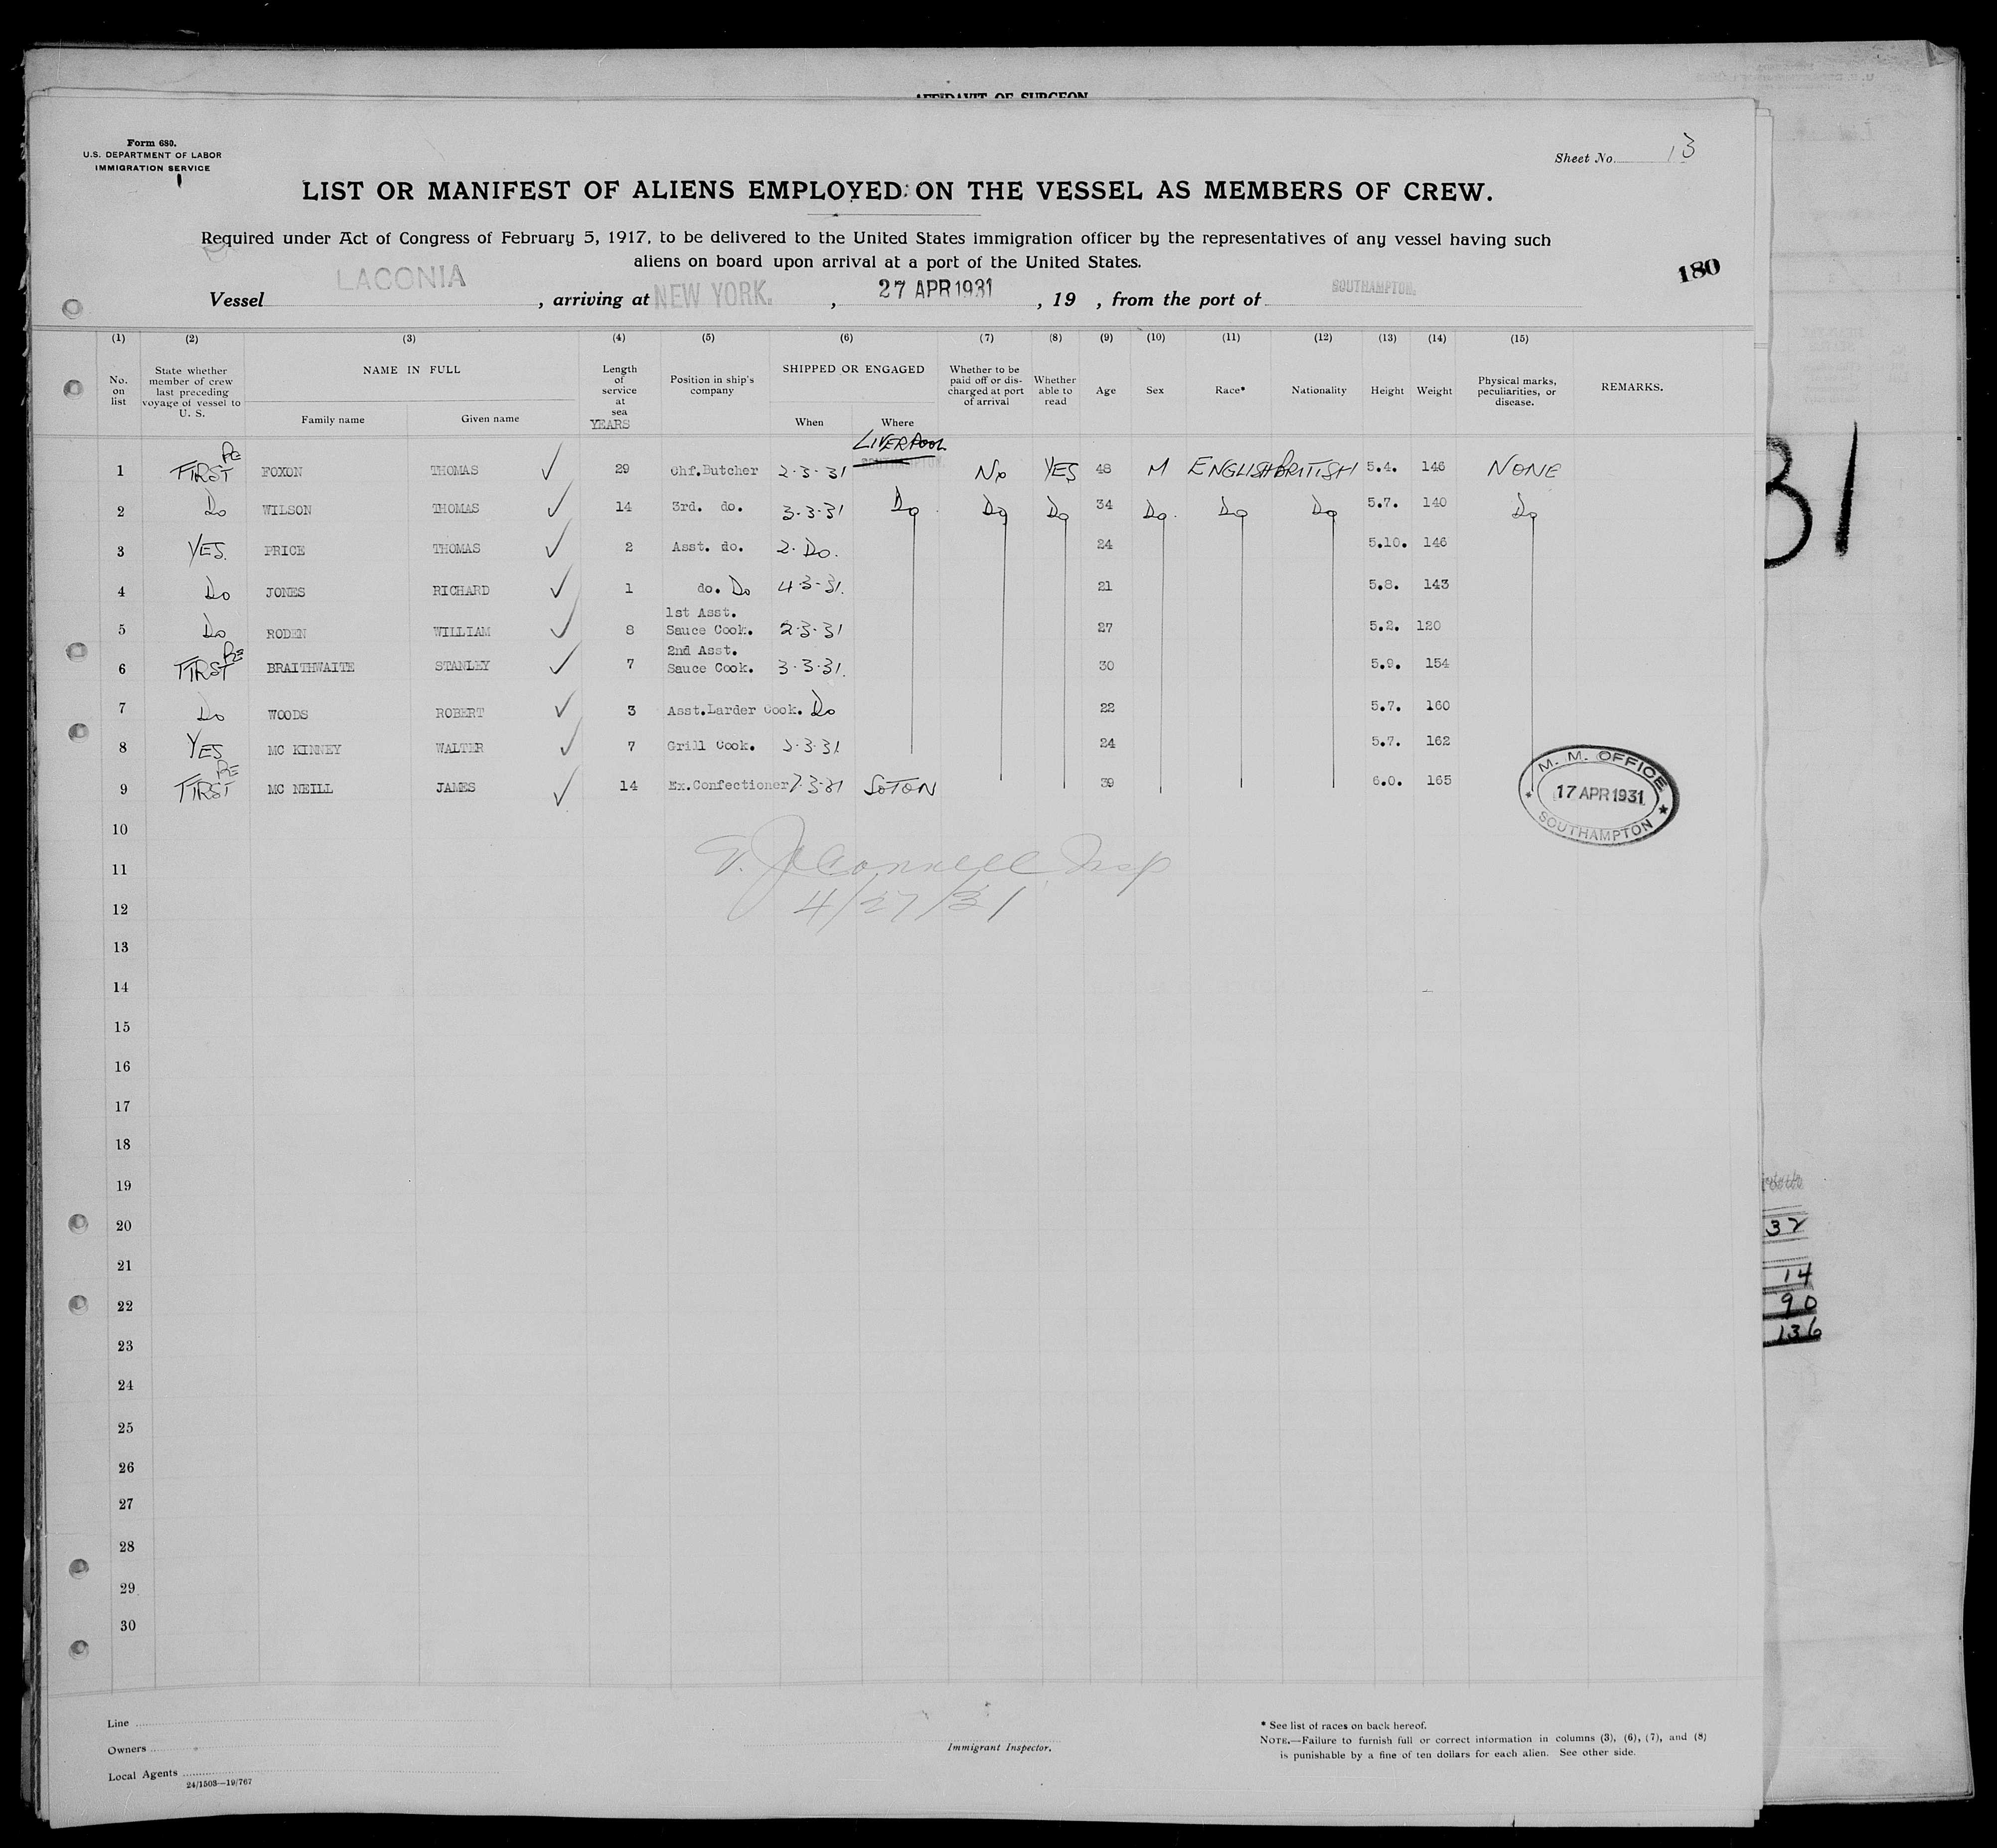 AFFIDAVIT OF SURGEON
Form 680.
U.S. DEPARTMENT OF LABOR
IMMIGRATION SERVICE
Sheet No. 13
LIST OR MANIFEST OF ALIENS EMPLOYED ON THE VESSEL AS MEMBERS OF CREW.
Required under Act of Congress of February 5, 1917, to be delivered to the United States immigration officer by the representatives of any vessel having such
aliens on board upon arrival at a port of the United States.
180
Vessel LACONIA, arriving at NEW YORK., 27 APR 1931, 19 , from the port of SOUTHAMPTON.
(1) (2) (3) (4) (5) (6) (7) (8) (9) (10) (11) (12) (13) (14) (15)
No. on list State whether member of crew last preceding voyage of vessel to U. S. NAME IN FULL Family name Given name Length of service at sea YEARS Position in ship's company SHIPPED OR ENGAGED When Where Whether to be paid off or discharged at port of arrival Whether able to read Age Sex Race* Nationality Height Weight Physical marks, peculiarities, or disease. REMARKS.
LIVERPOOL
SOUTHAMPTON.
1 FIRST RE FOXON THOMAS ✓ 29 Chf.Butcher 2-3-31 No YES 48 M ENGLISH BRITISH 5.4. 146 NONE
2 Do WILSON THOMAS ✓ 14 3rd. do. 3-3-31 Do Do Do 34 Do. Do Do 5.7. 140 Do
3 YES. PRICE THOMAS ✓ 2 Asst. do. 2. Do. 24 5.10. 146
4 Do JONES RICHARD ✓ 1 do. Do 4-3-31. 21 5.8. 143
1st Asst.
5 Do RODEN WILLIAM ✓ 8 Sauce Cook. 2-3-31 27 5.2. 120
2nd Asst.
6 FIRST RE BRAITHWAITE STANLEY ✓ 7 Sauce Cook. 3-3-31. 30 5.9. 154
7 Do WOODS ROBERT ✓ 3 Asst.Larder Cook. Do 22 5.7. 160
8 YES MC KINNEY WALTER ✓ 7 Grill Cook. 3-31 24 5.7. 162
9 FIRST RE MC NEILL JAMES ✓ 14 Ex.Confectioner 7-3-31 SOTON 39 6.0. 165
M. M. OFFICE
17 APR 1931
SOUTHAMPTON
10
11
4/27/31
12
13
14
15
16
17
18
19
20
21
22
23
24
25
26
27
28
29
30
31
32
14
90
136
Line
Owners
Local Agents
24/1503—19/767
Immigrant Inspector.
* See list of races on back hereof.
NOTE.—Failure to furnish full or correct information in columns (3), (6), (7), and (8)
is punishable by a fine of ten dollars for each alien. See other side.